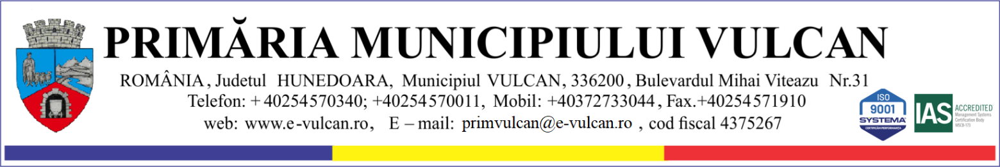 PRIMĂRIA MUNICIPIULUI VULCAN
ROMÂNIA, Judetul HUNEDOARA, Municipiul VULCAN, 336200, Bulevardul Mihai Viteazu Nr.31
Telefon: +40254570340; +40254570011, Mobil: +40372733044, Fax.+40254571910
web: www.e-vulcan.ro, E – mail: primvulcan@e-vulcan.ro , cod fiscal 4375267
ISO
9001
SYSTEMA
CERTIFICĂM PERFORMANȚA
IAS ACCREDITED
Management Systems
Certification Body
MSCB-175